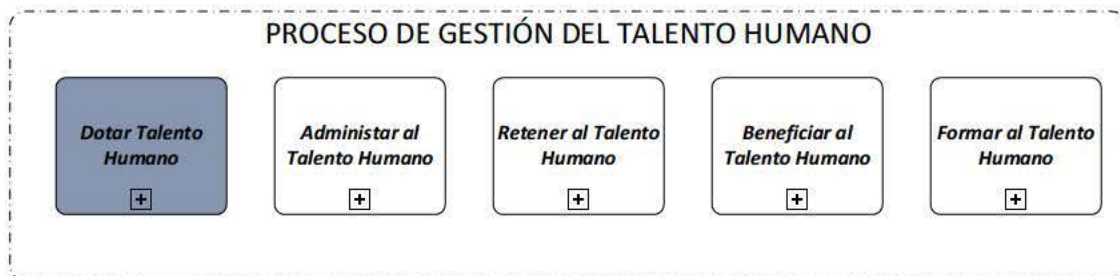 PROCESO DE GESTIÓN DEL TALENTO HUMANO
Dotar Talento
Humano
Administar al
Talento Humano
Retener al Talento
Humano
Beneficiar al
Talento Humano
Formar al Talento
Humano